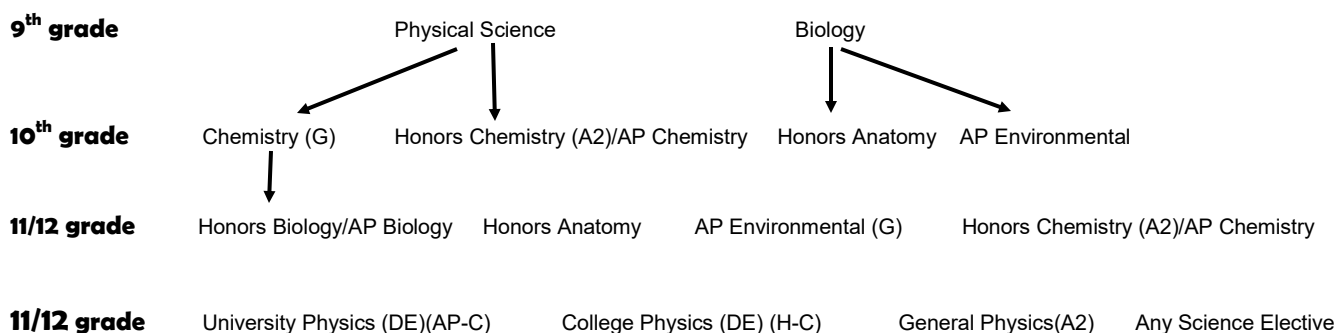 9th grade Physical Science Biology
10th grade Chemistry (G) Honors Chemistry (A2)/AP Chemistry Honors Anatomy AP Environmental
11/12 grade Honors Biology/AP Biology Honors Anatomy AP Environmental (G) Honors Chemistry (A2)/AP Chemistry
11/12 grade University Physics (DE)(AP-C) College Physics (DE) (H-C) General Physics(A2) Any Science Elective